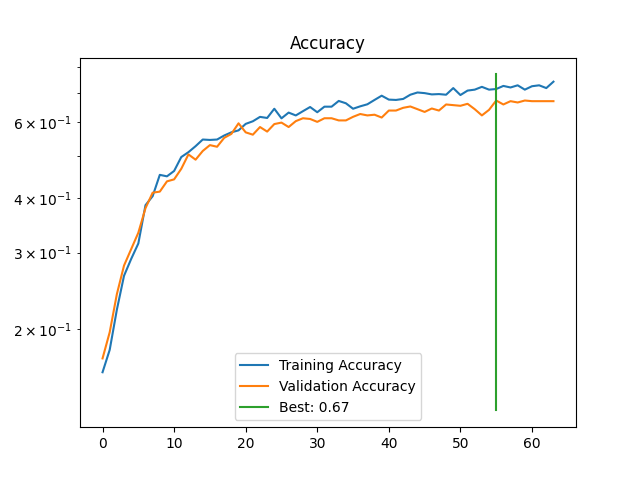 Accuracy
6 × 10⁻¹
4 × 10⁻¹
3 × 10⁻¹
2 × 10⁻¹
Training Accuracy
Validation Accuracy
Best: 0.67
0 10 20 30 40 50 60